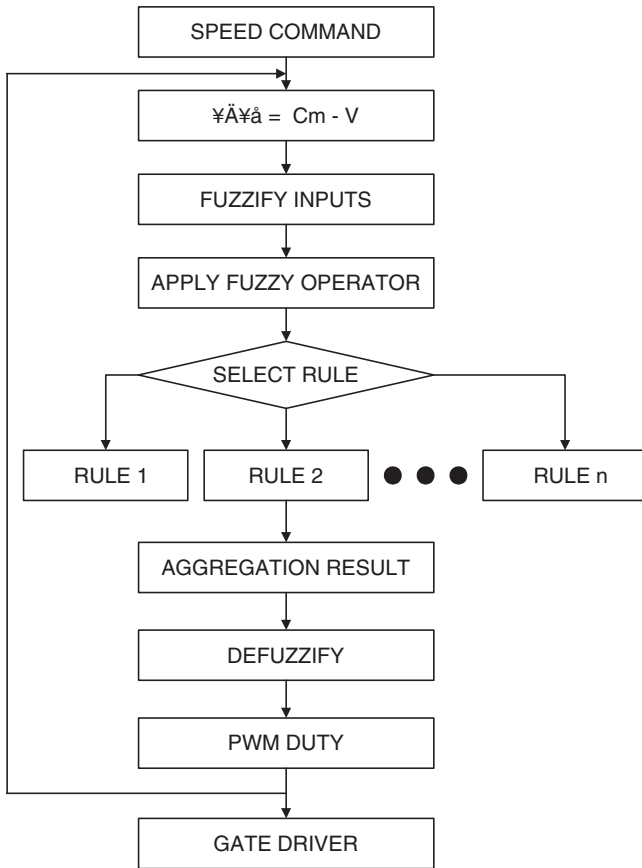 SPEED COMMAND
¥Ä¥å = Cm - V
FUZZIFY INPUTS
APPLY FUZZY OPERATOR
SELECT RULE
RULE 1
RULE 2
RULE n
AGGREGATION RESULT
DEFUZZIFY
PWM DUTY
GATE DRIVER